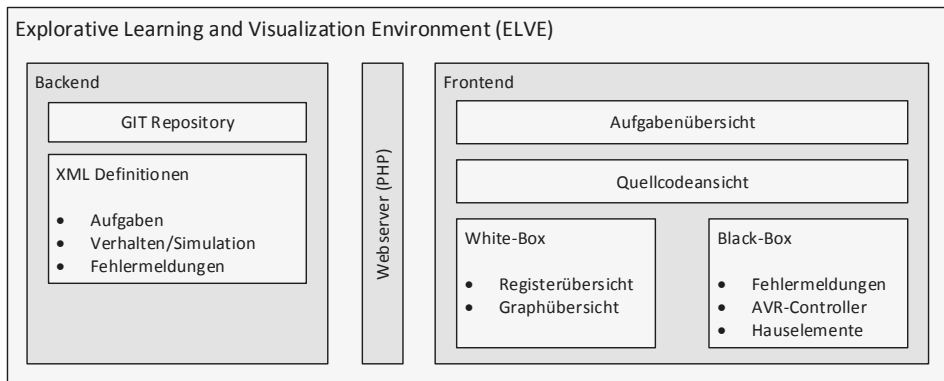 Explorative Learning and Visualization Environment (ELVE)
Backend
GIT Repository
XML Definitionen
• Aufgaben
• Verhalten/Simulation
• Fehlermeldungen
Webserver (PHP)
Frontend
Aufgabenübersicht
Quellcodeansicht
White-Box
• Registerübersicht
• Graphübersicht
Black-Box
• Fehlermeldungen
• AVR-Controller
• Hauselemente